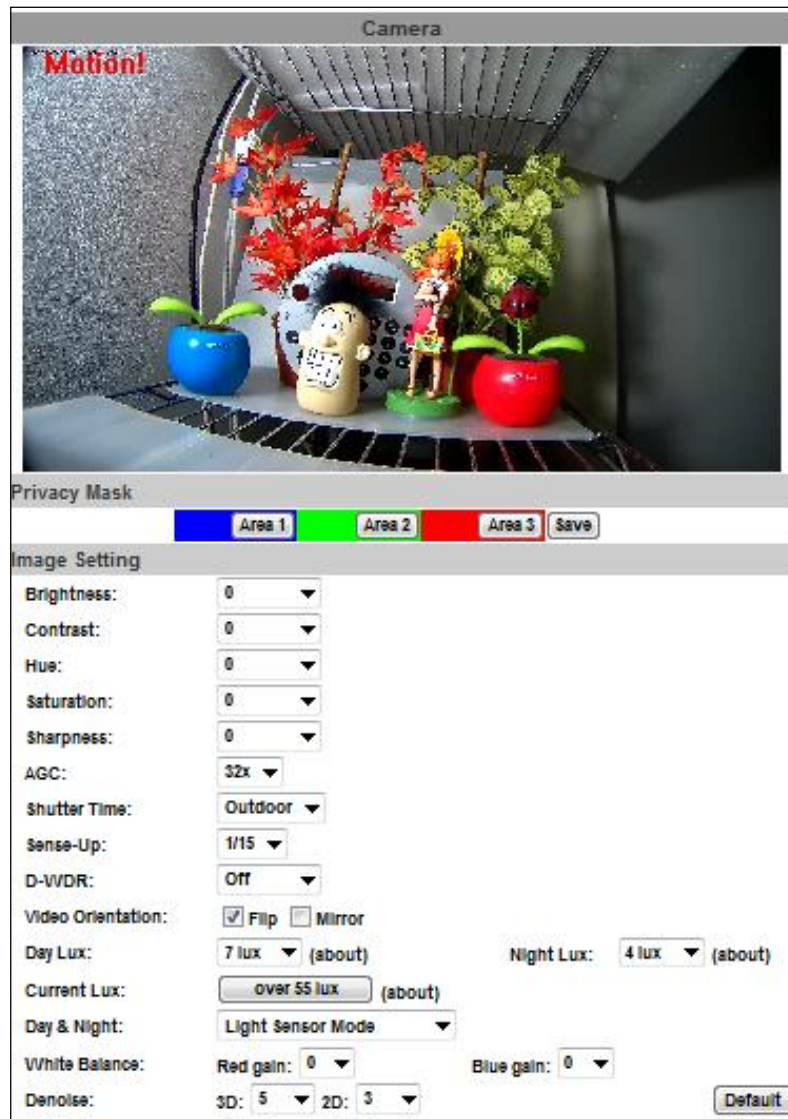 Camera
Motion!
Privacy Mask
Area 1 Area 2 Area 3 Save
Image Setting
Brightness: 0
Contrast: 0
Hue: 0
Saturation: 0
Sharpness: 0
AGC: 32x
Shutter Time: Outdoor
Sense-Up: 1/15
D-WDR: Off
Video Orientation: Flip Mirror
Day Lux: 7 lux (about) Night Lux: 4 lux (about)
Current Lux: over 55 lux (about)
Day & Night: Light Sensor Mode
White Balance: Red gain: 0 Blue gain: 0
Denoise: 3D: 5 2D: 3 Default